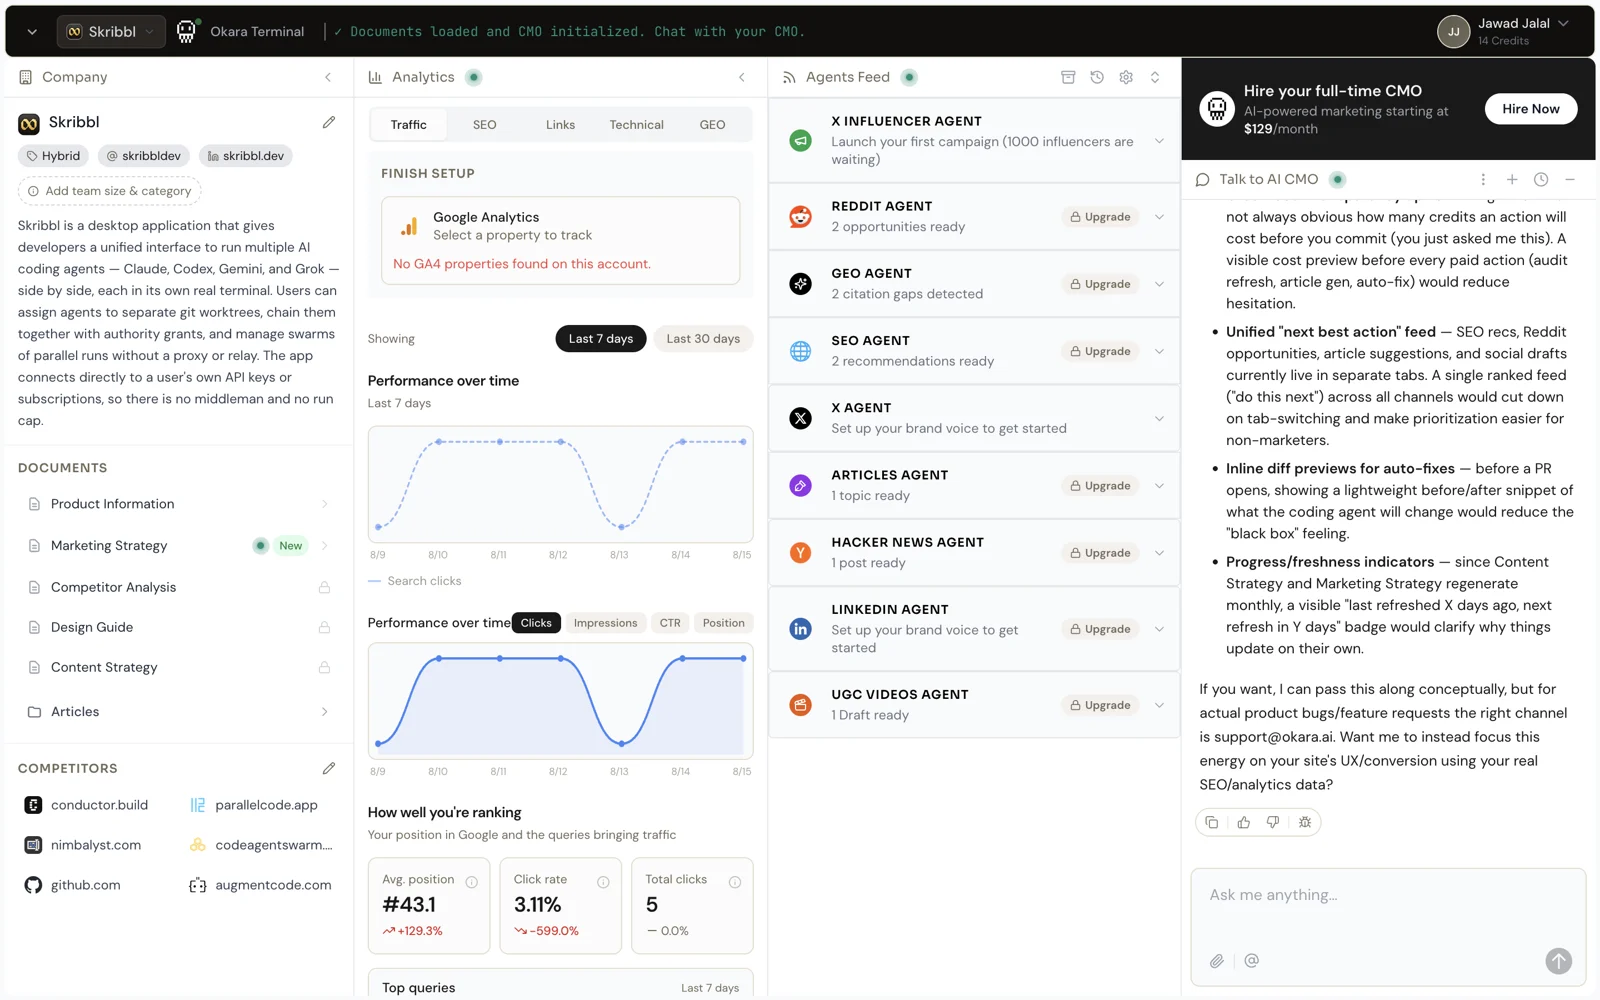 Skribbl
Okara Terminal
✓ Documents loaded and CMO initialized. Chat with your CMO.
JJ
Jawad Jalal
14 Credits
Company
Skribbl
Hybrid
@ skribbldev
skribbl.dev
Add team size & category
Skribbl is a desktop application that gives
developers a unified interface to run multiple AI
coding agents — Claude, Codex, Gemini, and Grok —
side by side, each in its own real terminal. Users can
assign agents to separate git worktrees, chain them
together with authority grants, and manage swarms
of parallel runs without a proxy or relay. The app
connects directly to a user's own API keys or
subscriptions, so there is no middleman and no run
cap.
DOCUMENTS
Product Information
Marketing Strategy
New
Competitor Analysis
Design Guide
Content Strategy
Articles
COMPETITORS
conductor.build
parallelcode.app
nimbalyst.com
codeagentswarm....
github.com
augmentcode.com
Analytics
Traffic
SEO
Links
Technical
GEO
FINISH SETUP
Google Analytics
Select a property to track
No GA4 properties found on this account.
Showing
Last 7 days
Last 30 days
Performance over time
Last 7 days
8/9
8/10
8/11
8/12
8/13
8/14
8/15
Search clicks
Performance over time
Clicks
Impressions
CTR
Position
8/9
8/10
8/11
8/12
8/13
8/14
8/15
How well you're ranking
Your position in Google and the queries bringing traffic
Avg. position
#43.1
+129.3%
Click rate
3.11%
-599.0%
Total clicks
5
0.0%
Top queries
Last 7 days
Agents Feed
X INFLUENCER AGENT
Launch your first campaign (1000 influencers are
waiting)
REDDIT AGENT
2 opportunities ready
Upgrade
GEO AGENT
2 citation gaps detected
Upgrade
SEO AGENT
2 recommendations ready
Upgrade
X AGENT
Set up your brand voice to get started
ARTICLES AGENT
1 topic ready
Upgrade
HACKER NEWS AGENT
1 post ready
Upgrade
LINKEDIN AGENT
Set up your brand voice to get
started
Upgrade
UGC VIDEOS AGENT
1 Draft ready
Upgrade
Hire your full-time CMO
AI-powered marketing starting at
$129/month
Hire Now
Talk to AI CMO
not always obvious how many credits an action will
cost before you commit (you just asked me this). A
visible cost preview before every paid action (audit
refresh, article gen, auto-fix) would reduce
hesitation.
• Unified "next best action" feed — SEO recs, Reddit
opportunities, article suggestions, and social drafts
currently live in separate tabs. A single ranked feed
("do this next") across all channels would cut down
on tab-switching and make prioritization easier for
non-marketers.
• Inline diff previews for auto-fixes — before a PR
opens, showing a lightweight before/after snippet of
what the coding agent will change would reduce the
"black box" feeling.
• Progress/freshness indicators — since Content
Strategy and Marketing Strategy regenerate
monthly, a visible "last refreshed X days ago, next
refresh in Y days" badge would clarify why things
update on their own.
If you want, I can pass this along conceptually, but for
actual product bugs/feature requests the right channel
is support@okara.ai. Want me to instead focus this
energy on your site's UX/conversion using your real
SEO/analytics data?
Ask me anything...